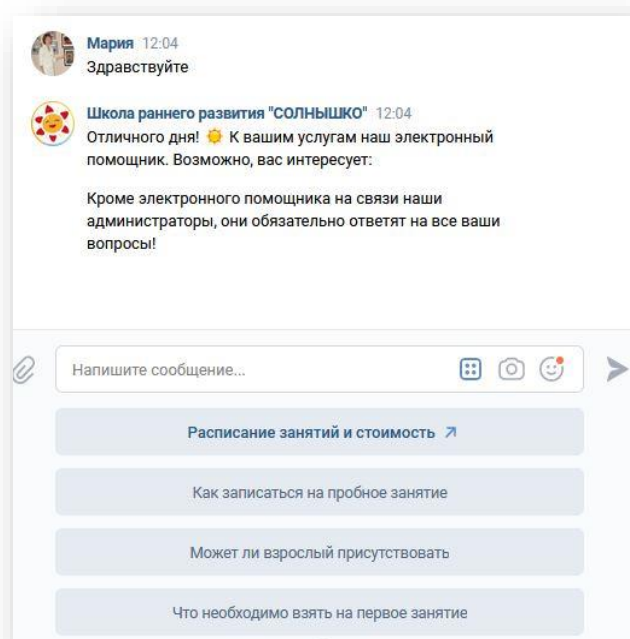 Мария 12:04
Здравствуйте
Школа раннего развития "СОЛНЫШКО" 12:04
Отличного дня! К вашим услугам наш электронный
помощник. Возможно, вас интересует:
Кроме электронного помощника на связи наши
администраторы, они обязательно ответят на все ваши
вопросы!
Напишите сообщение...
Расписание занятий и стоимость
Как записаться на пробное занятие
Может ли взрослый присутствовать
Что необходимо взять на первое занятие